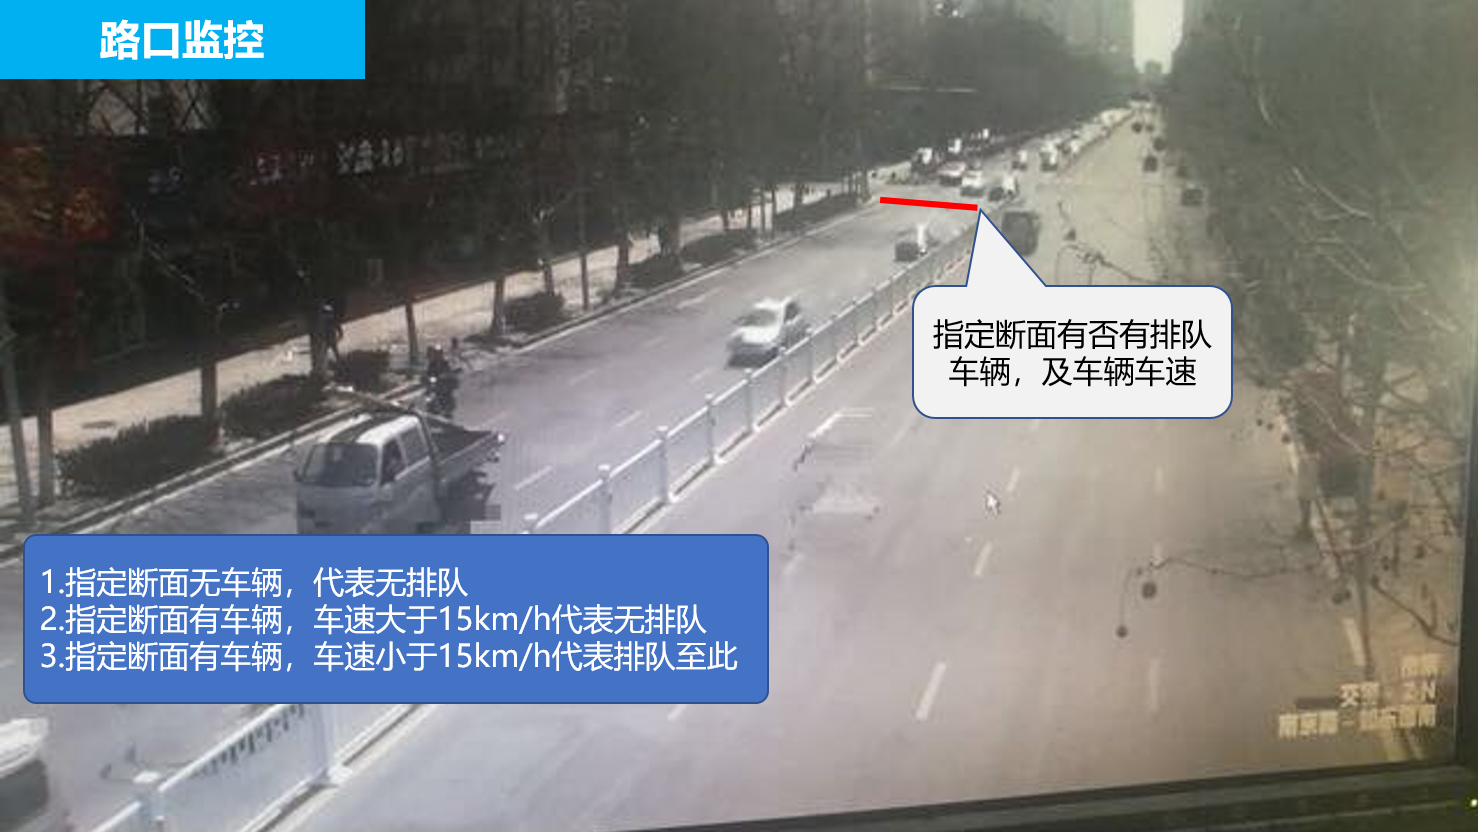 路口监控
指定断面有否有排队
车辆，及车辆车速
1.指定断面无车辆，代表无排队
2.指定断面有车辆，车速大于15km/h代表无排队
3.指定断面有车辆，车速小于15km/h代表排队至此